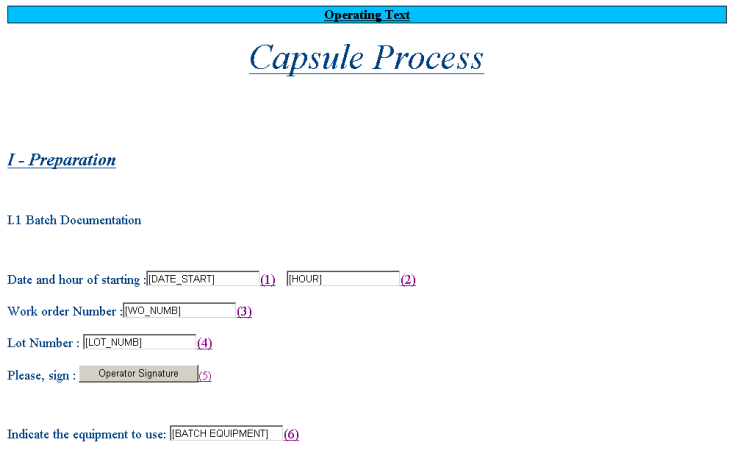 Operating Text
Capsule Process
I - Preparation
I.1 Batch Documentation
Date and hour of starting :[DATE_START] (1) [HOUR] (2)
Work order Number :[WO_NUMB] (3)
Lot Number : [LOT_NUMB] (4)
Please, sign : Operator Signature (5)
Indicate the equipment to use: [BATCH EQUIPMENT] (6)